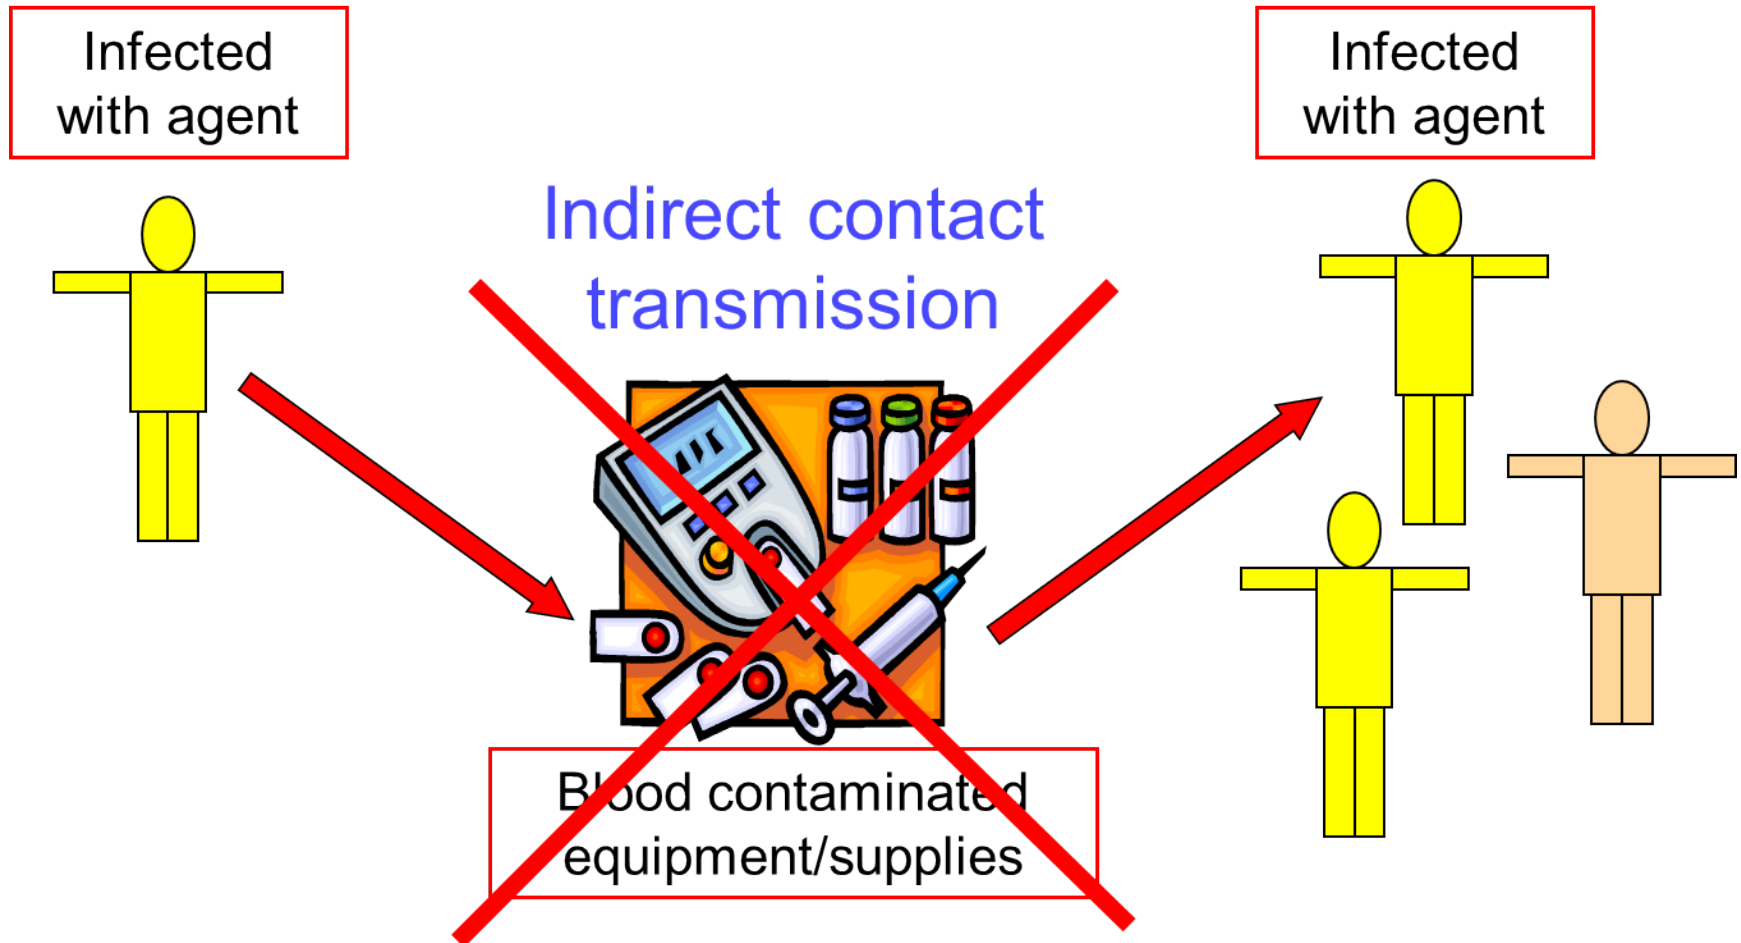 Infected
with agent
Infected
with agent
Indirect contact
transmission
Blood contaminated
equipment/supplies